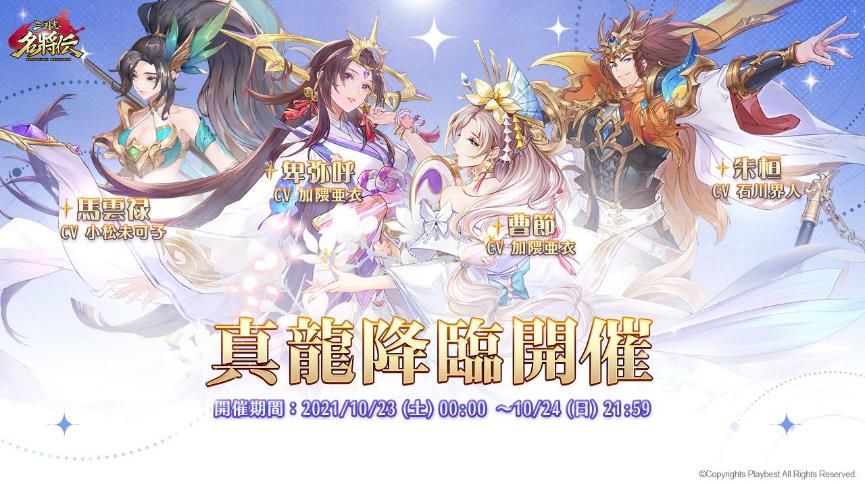 三国志
名將伝
馬雲禄
CV 小松未可子
卑弥呼
CV 加隈亜衣
曹節
CV 加隈亜衣
朱桓
CV 石川界人
真龍降臨開催
開催期間：2021/10/23 (土) 00:00 ～10/24 (日) 21:59
©Copyrights Playbest All Rights Reserved.